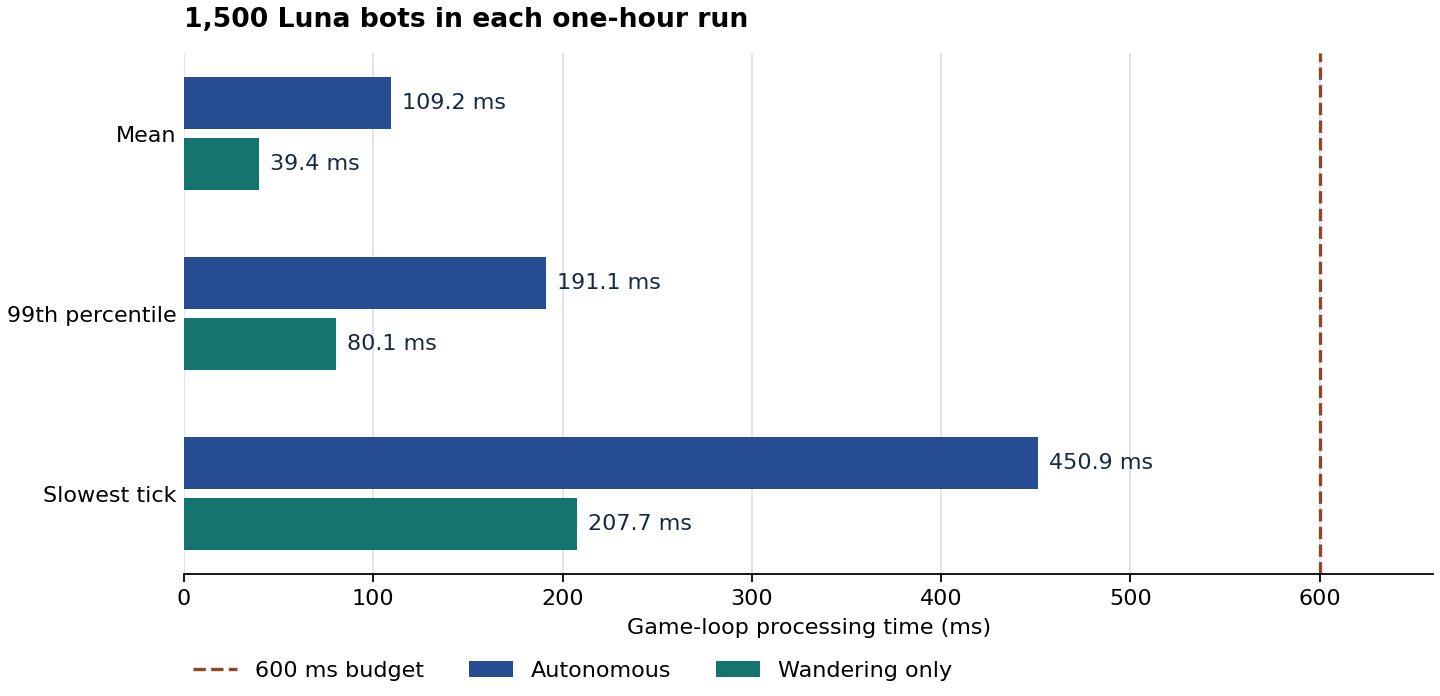 1,500 Luna bots in each one-hour run
109.2 ms
Mean
39.4 ms
191.1 ms
99th percentile
80.1 ms
450.9 ms
Slowest tick
207.7 ms
0 100 200 300 400 500 600
Game-loop processing time (ms)
600 ms budget Autonomous Wandering only